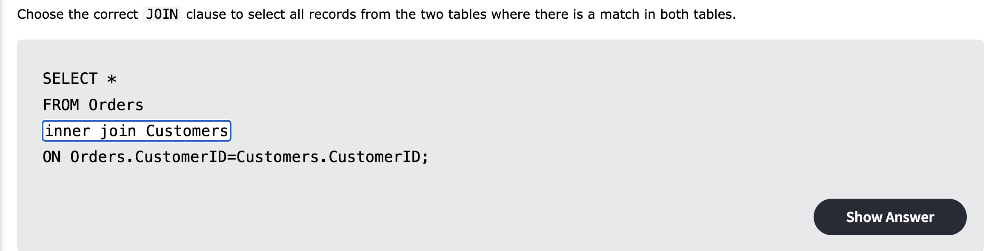 Choose the correct JOIN clause to select all records from the two tables where there is a match in both tables.
SELECT *
FROM Orders
inner join Customers
ON Orders.CustomerID=Customers.CustomerID;
Show Answer